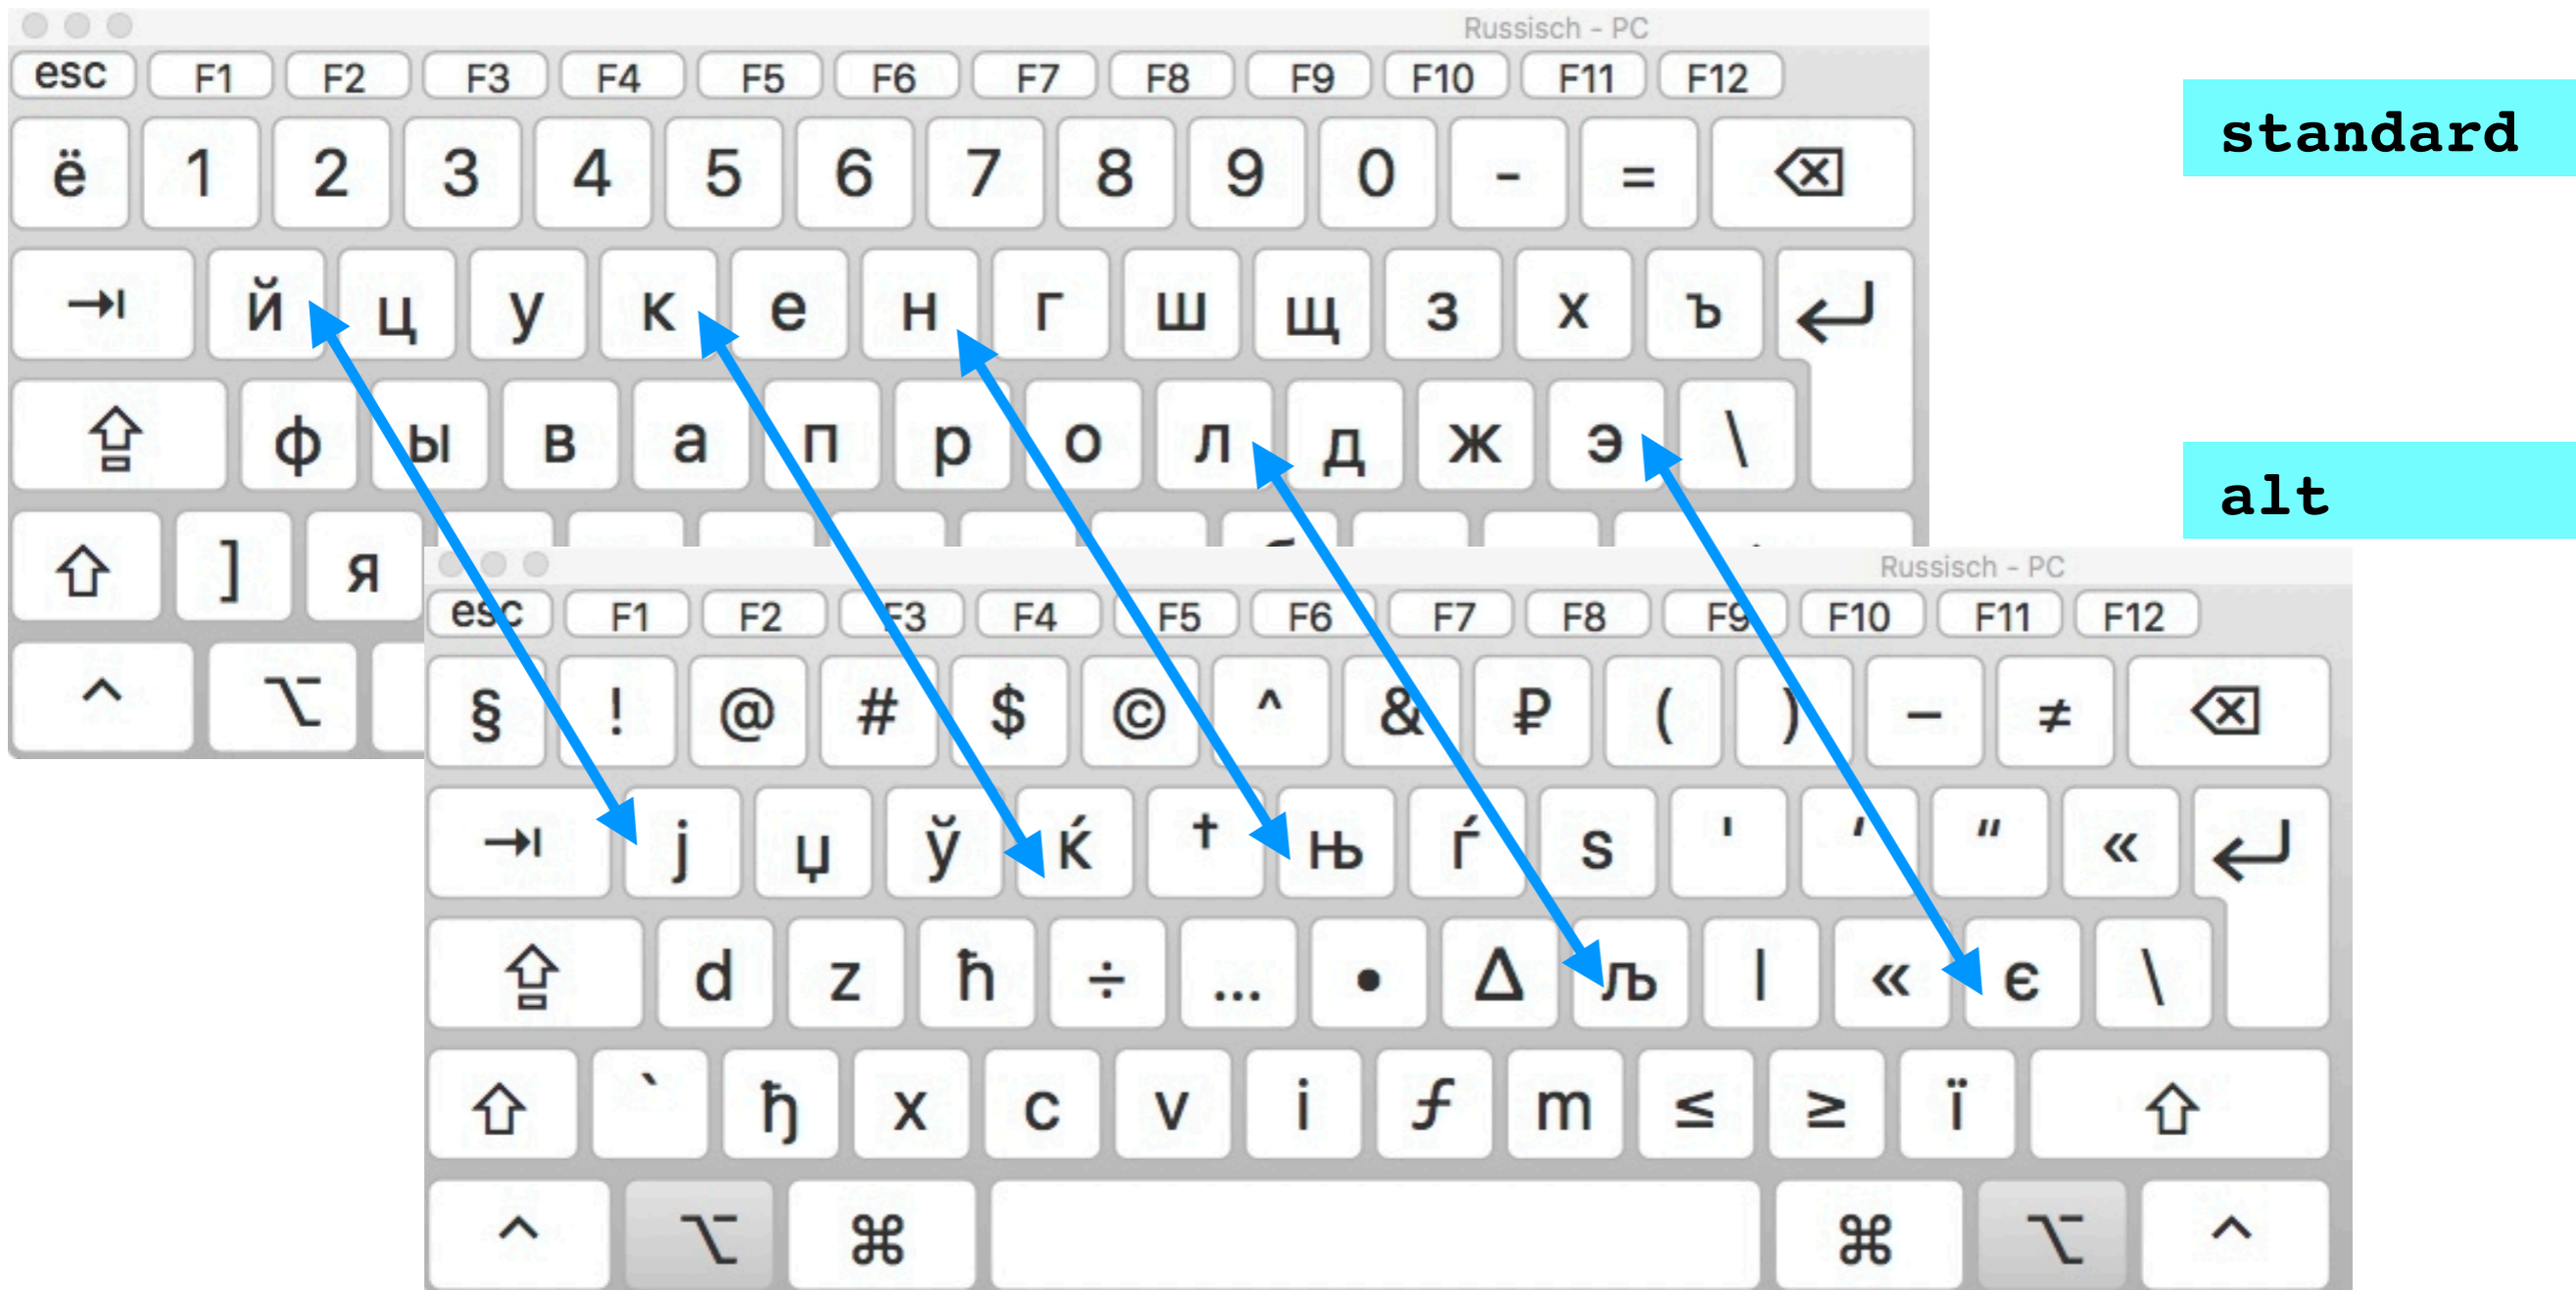 Russisch - PC
esc F1 F2 F3 F4 F5 F6 F7 F8 F9 F10 F11 F12
ё 1 2 3 4 5 6 7 8 9 0 - = ⌫
⇥ й ц у к е н г ш щ з х ъ ↵
⇪ ф ы в а п р о л д ж э \
⇧ ] я
^ ⌥
standard
alt
Russisch - PC
esc F1 F2 F3 F4 F5 F6 F7 F8 F9 F10 F11 F12
§ ! @ # $ © ^ & ₽ ( ) – ≠ ⌫
⇥ ј џ ў ќ † њ ѓ ѕ ' ‘ “ « ↵
⇪ d z ћ ÷ … • ∆ љ l « є \
⇧ ` ђ x c v i ƒ m ≤ ≥ ї ⇧
^ ⌥ ⌘ ⌘ ⌥ ^